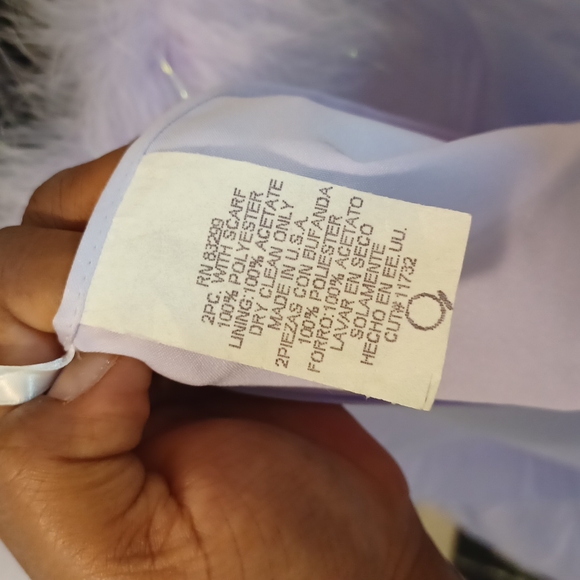 RN 83299
2PC. WITH SCARF
100% POLYESTER
LINING:100% ACETATE
DRY CLEAN ONLY
MADE IN U.S.A.
2PIEZAS CON BUFANDA
100% POLIESTER
FORRO:100% ACETATO
LAVAR EN SECO
SOLAMENTE
HECHO EN EE.UU.
CUT#11732